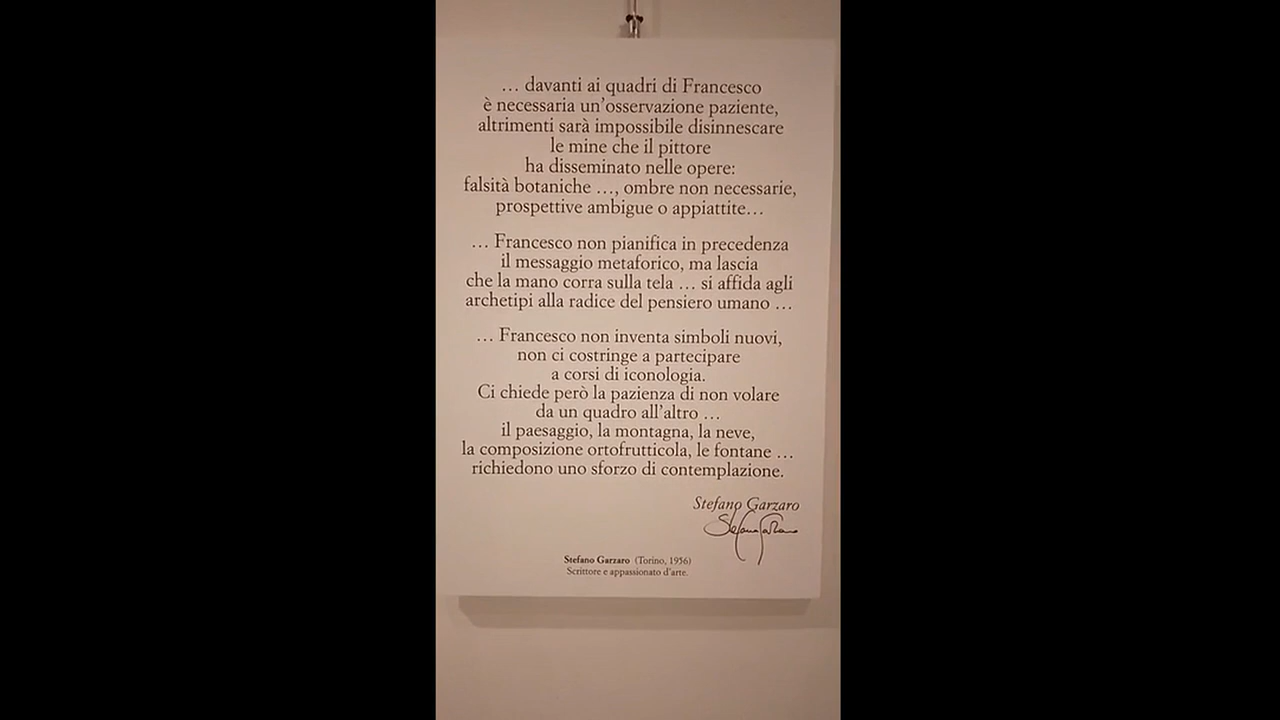 … davanti ai quadri di Francesco
è necessaria un'osservazione paziente,
altrimenti sarà impossibile disinnescare
le mine che il pittore
ha disseminato nelle opere:
falsità botaniche …, ombre non necessarie,
prospettive ambigue o appiattite…
… Francesco non pianifica in precedenza
il messaggio metaforico, ma lascia
che la mano corra sulla tela … si affida agli
archetipi alla radice del pensiero umano …
… Francesco non inventa simboli nuovi,
non ci costringe a partecipare
a corsi di iconologia.
Ci chiede però la pazienza di non volare
da un quadro all'altro …
il paesaggio, la montagna, la neve,
la composizione ortofrutticola, le fontane …
richiedono uno sforzo di contemplazione.
Stefano Garzaro
Stefano Garzaro
Stefano Garzaro (Torino, 1956)
Scrittore e appassionato d'arte.